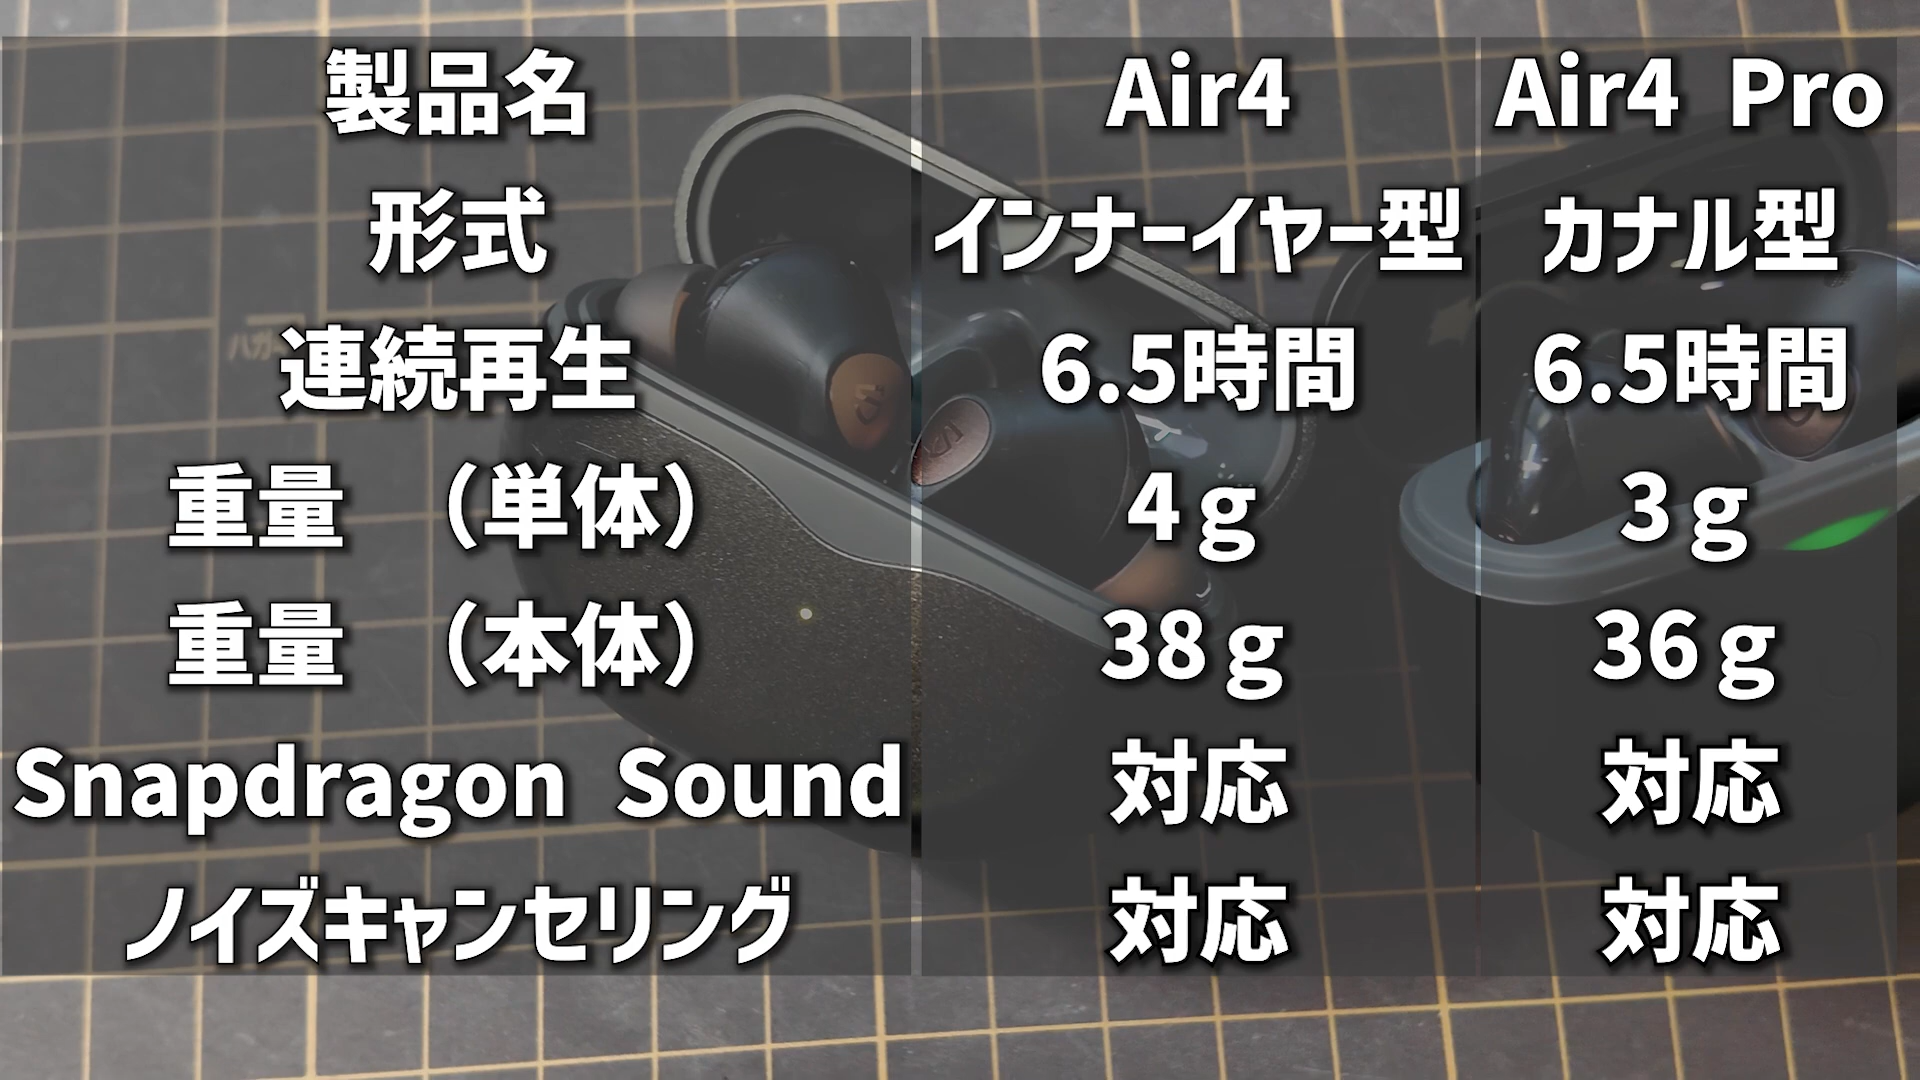 製品名 Air4 Air4 Pro
形式 インナーイヤー型 カナル型
連続再生 6.5時間 6.5時間
重量 （単体） 4g 3g
重量 （本体） 38g 36g
Snapdragon Sound 対応 対応
ノイズキャンセリング 対応 対応